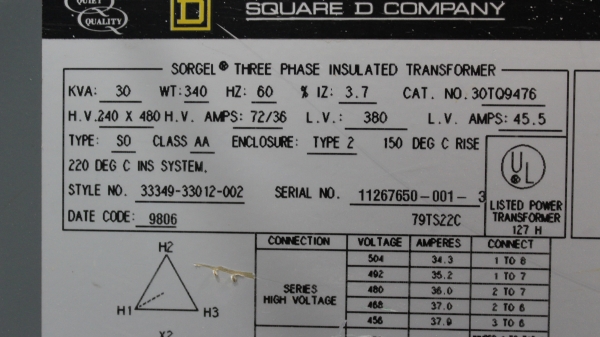 QUIET
QUALITY
D
SQUARE D COMPANY
SORGEL® THREE PHASE INSULATED TRANSFORMER
KVA: 30 WT:340 HZ: 60 % IZ: 3.7 CAT. NO.30TQ9476
H.V.240 X 480 H.V. AMPS: 72/36 L.V.: 380 L.V. AMPS: 45.5
TYPE: SO CLASS AA ENCLOSURE: TYPE 2 150 DEG C RISE
220 DEG C INS SYSTEM.
UL
®
STYLE NO. 33349-33012-002 SERIAL NO. 11267650-001- 3
LISTED POWER
TRANSFORMER
127 H
DATE CODE: 9806 79TS22C
CONNECTION VOLTAGE AMPERES CONNECT
504 34.3 1 TO 8
492 35.2 1 TO 7
SERIES
HIGH VOLTAGE
480 36.0 2 TO 7
468 37.0 2 TO 6
456 37.9 3 TO 6
H2
H1 H3
X2